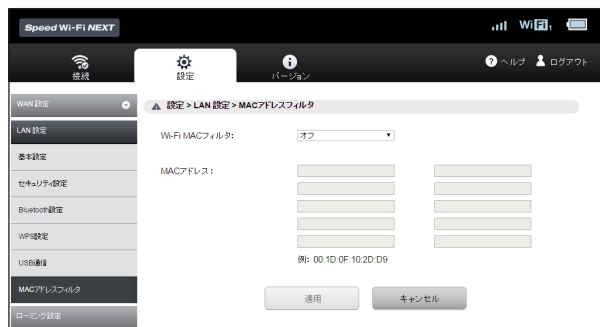 Speed Wi-Fi NEXT
WiFi 1
接続
設定
バージョン
ヘルプ
ログアウト
WAN 設定
設定 > LAN 設定 > MACアドレスフィルタ
LAN 設定
Wi-Fi MACフィルタ: オフ
基本設定
MACアドレス:
セキュリティ設定
Bluetooth設定
WPS設定
USB通信
例: 00:1D:0F:10:2D:D9
MACアドレスフィルタ
適用
キャンセル
ローミング設定